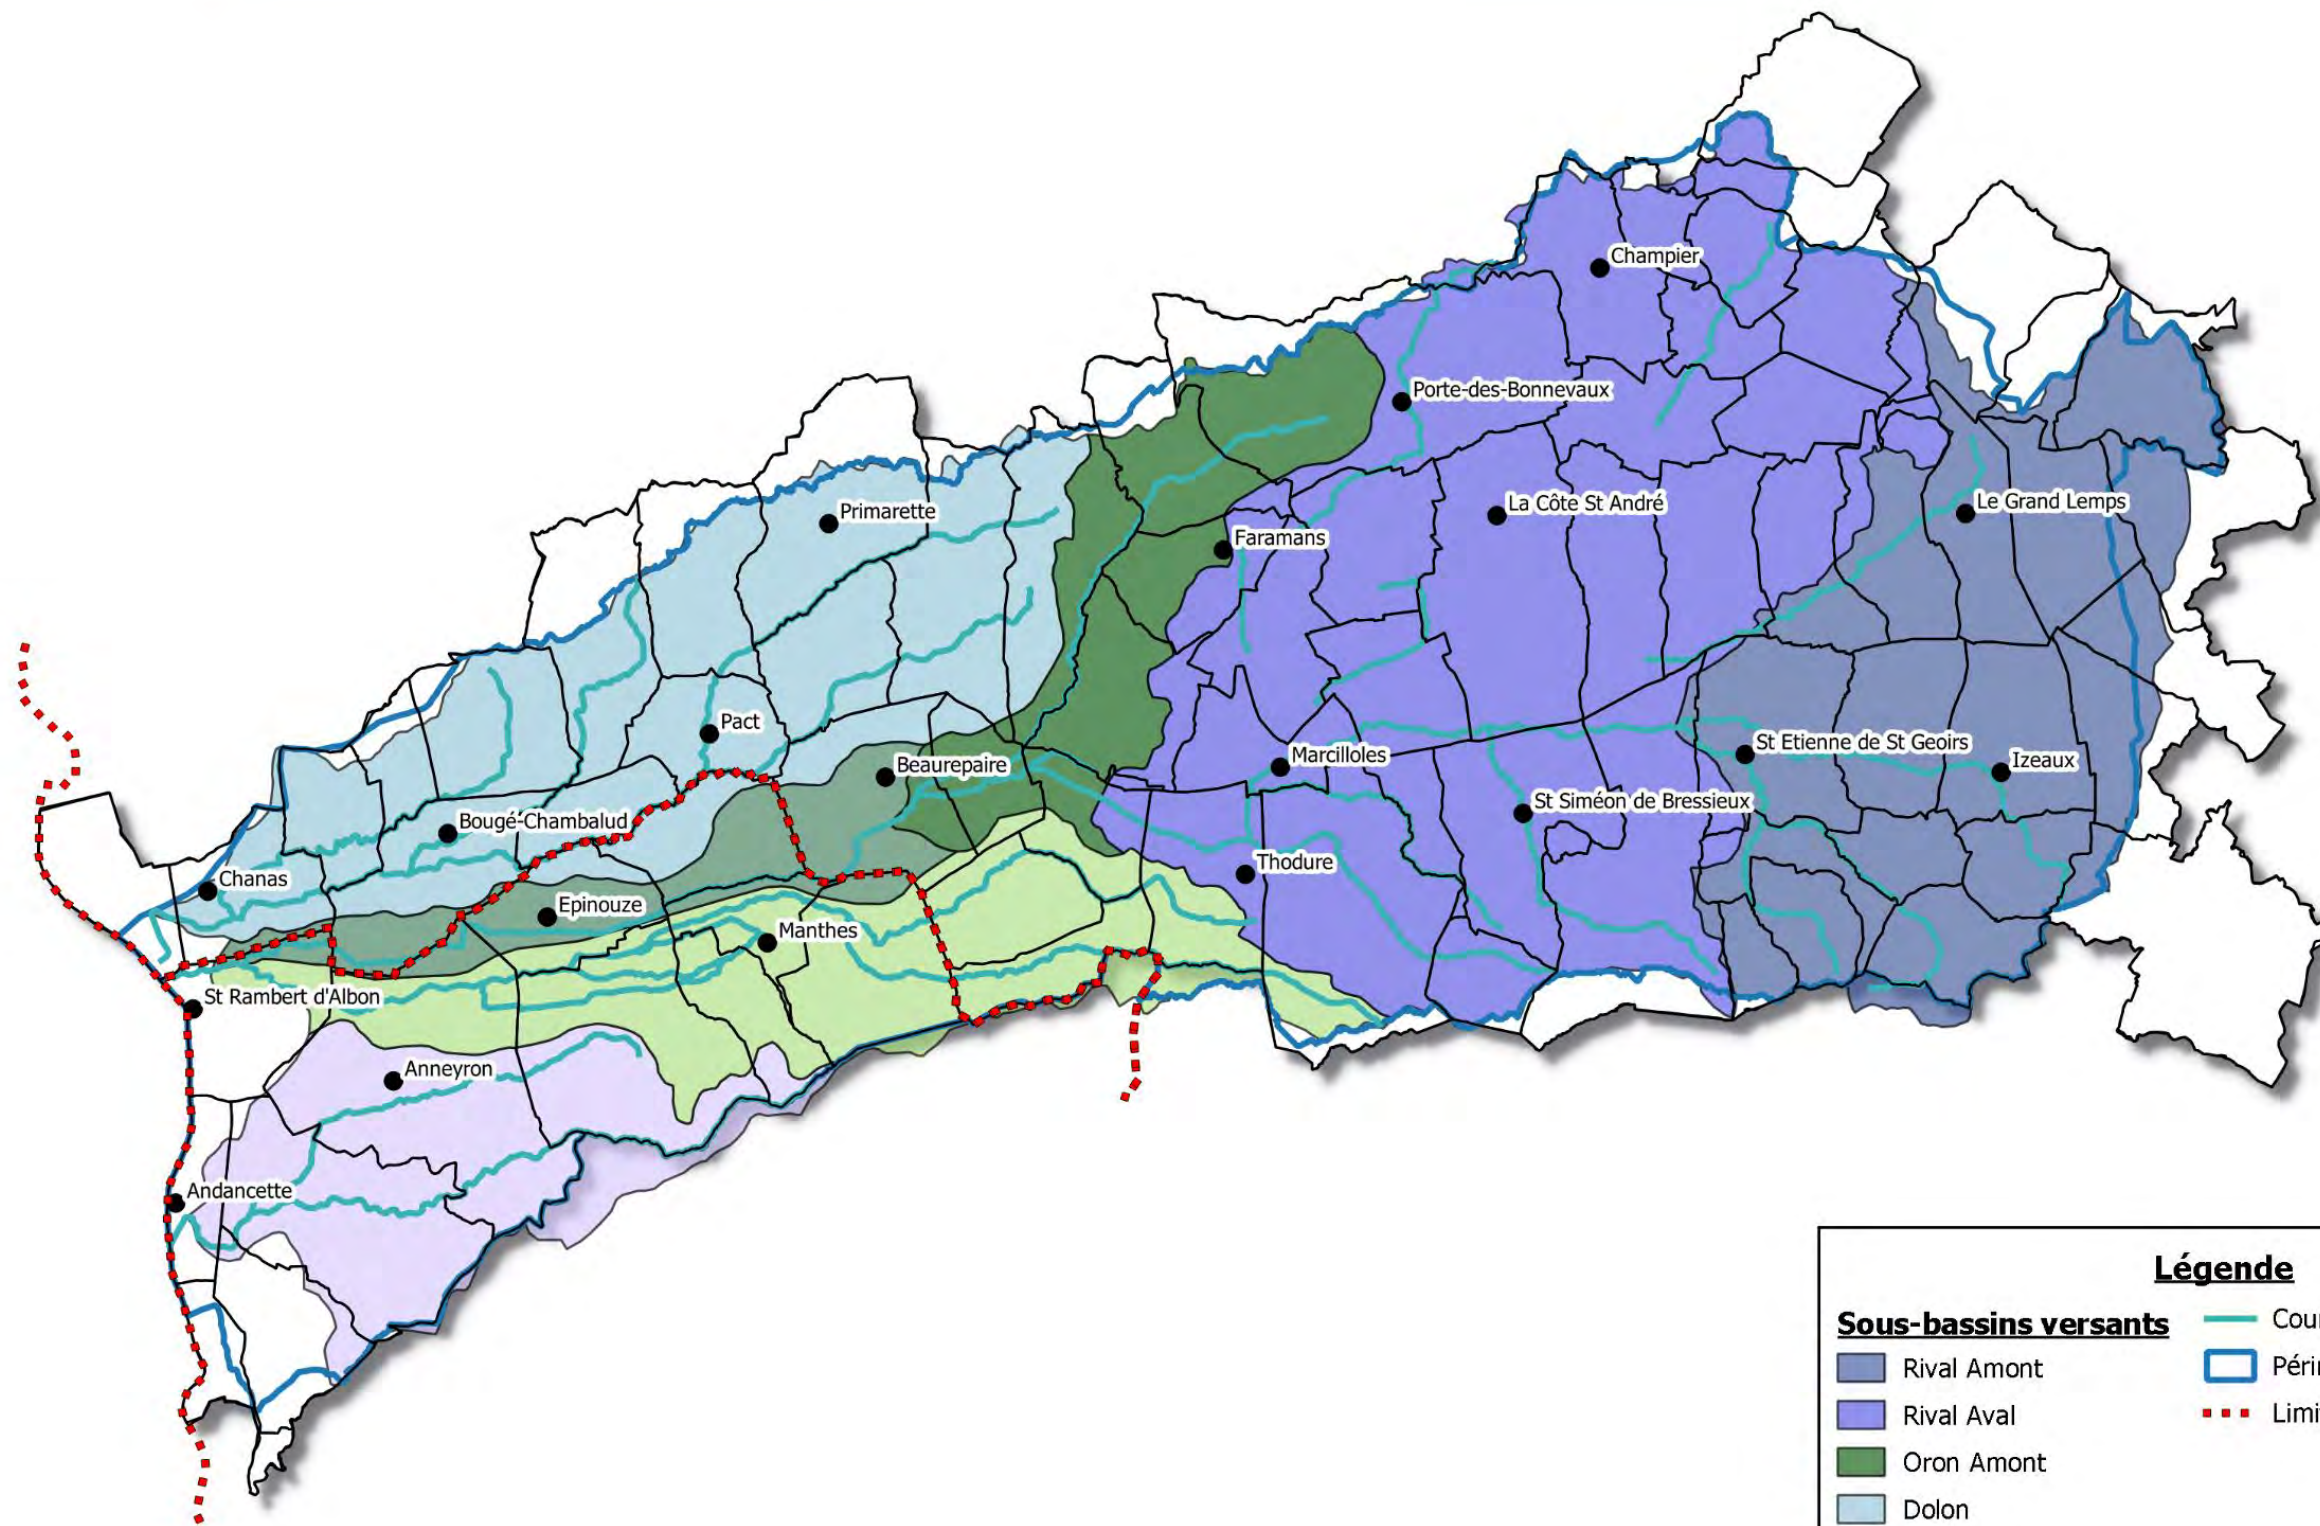 Champier
Porte-des-Bonnevaux
Primarette
La Côte St André
Le Grand Lemps
Faramans
Pact
Beaurepaire
Marcilloles
St Etienne de St Geoirs
Izeaux
Bougé-Chambalud
St Siméon de Bressieux
Chanas
Thodure
Epinouze
Manthes
St Rambert d'Albon
Anneyron
Andancette
Légende
Sous-bassins versants
Rival Amont
Rival Aval
Oron Amont
Dolon